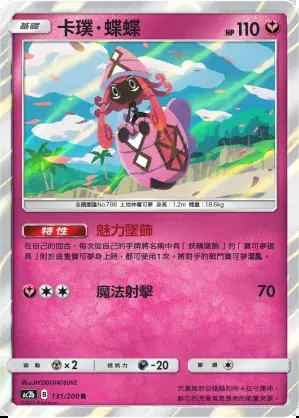 基礎
卡璞・蝶蝶
HP 110
全國圖鑑No.786 土地神寶可夢 身高：1.2m 體重：18.6kg
特性 魅力墜飾
在自己的回合，每次從自己的手牌將名稱中有「妖精墜飾」的「寶可夢道
具」附於這隻寶可夢身上時，都可使用1次。將對手的戰鬥寶可夢混亂。
魔法射擊 70
弱點 ×2 抵抗力 -20 撤退
Illus.HYOGONOSUKE
AC2b B 131/200 R